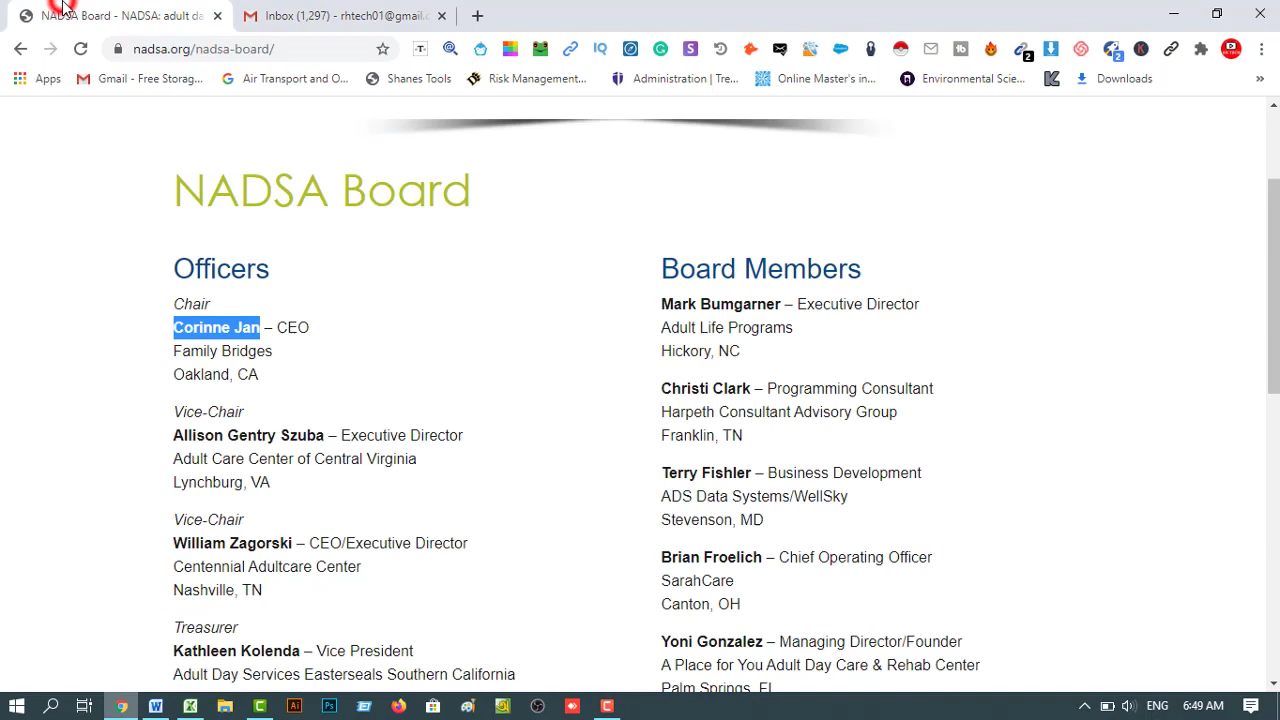 NADSA Board - NADSA: adult da
Inbox (1,297) - rhtech01@gmail.c
nadsa.org/nadsa-board/
Apps
Gmail - Free Storag...
Air Transport and O...
Shanes Tools
Risk Management...
Administration | Tre...
Online Master's in...
Environmental Scie...
Downloads
NADSA Board
Officers
Chair
Corinne Jan – CEO
Family Bridges
Oakland, CA
Vice-Chair
Allison Gentry Szuba – Executive Director
Adult Care Center of Central Virginia
Lynchburg, VA
Vice-Chair
William Zagorski – CEO/Executive Director
Centennial Adultcare Center
Nashville, TN
Treasurer
Kathleen Kolenda – Vice President
Adult Day Services Easterseals Southern California
Board Members
Mark Bumgarner – Executive Director
Adult Life Programs
Hickory, NC
Christi Clark – Programming Consultant
Harpeth Consultant Advisory Group
Franklin, TN
Terry Fishler – Business Development
ADS Data Systems/WellSky
Stevenson, MD
Brian Froelich – Chief Operating Officer
SarahCare
Canton, OH
Yoni Gonzalez – Managing Director/Founder
A Place for You Adult Day Care & Rehab Center
Palm Springs, FL
ENG
6:49 AM